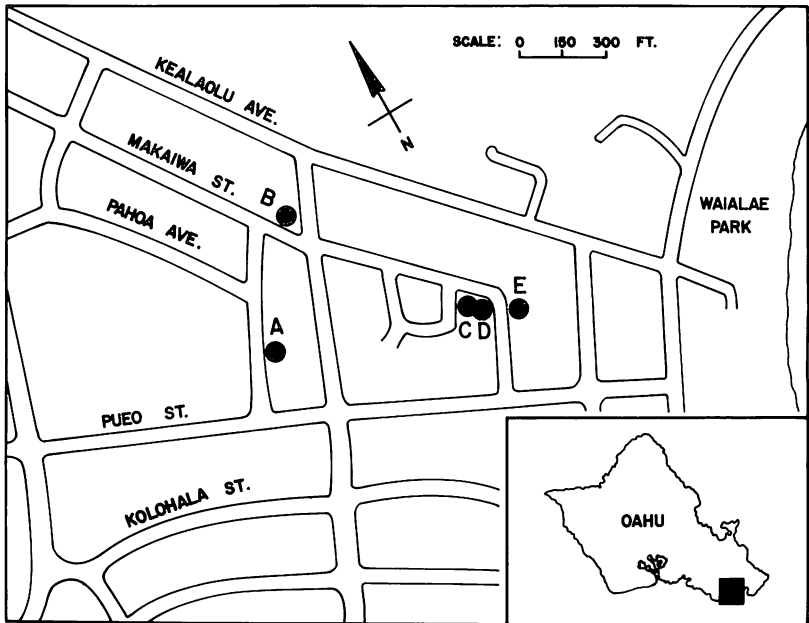 SCALE: 0 150 300 FT.
KEALAOLU AVE.
N
MAKAIWA ST.
B
WAIALAE
PARK
PAHOA AVE.
E
C D
A
PUEO ST.
KOLOHALA ST.
OAHU